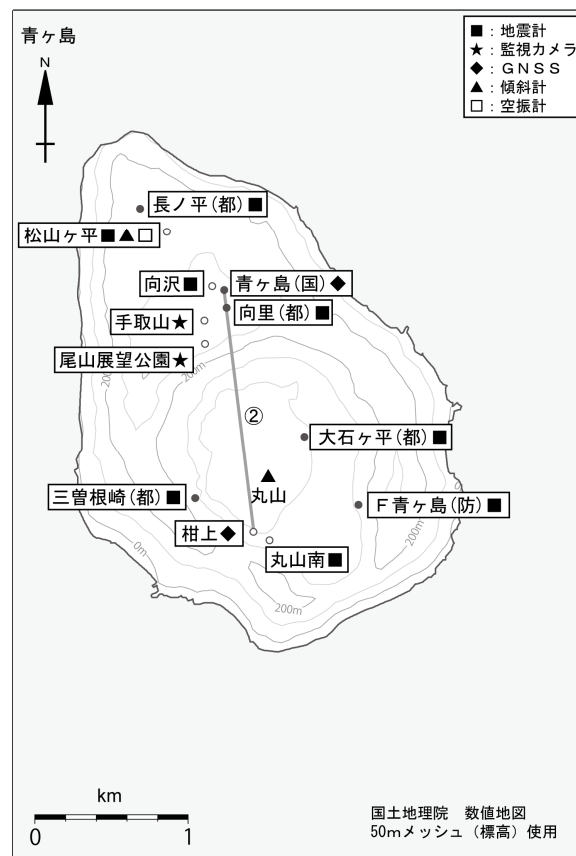 青ヶ島
N
■：地震計
★：監視カメラ
◆：ＧＮＳＳ
▲：傾斜計
□：空振計
長ノ平(都)■
松山ヶ平■▲□
向沢■
青ヶ島(国)◆
向里(都)■
手取山★
尾山展望公園★
200m
200m
②
大石ヶ平(都)■
丸山
三曽根崎(都)■
Ｆ青ヶ島(防)■
柑上◆
丸山南■
0m
200m
200m
km
0
1
国土地理院　数値地図
50mメッシュ（標高）使用